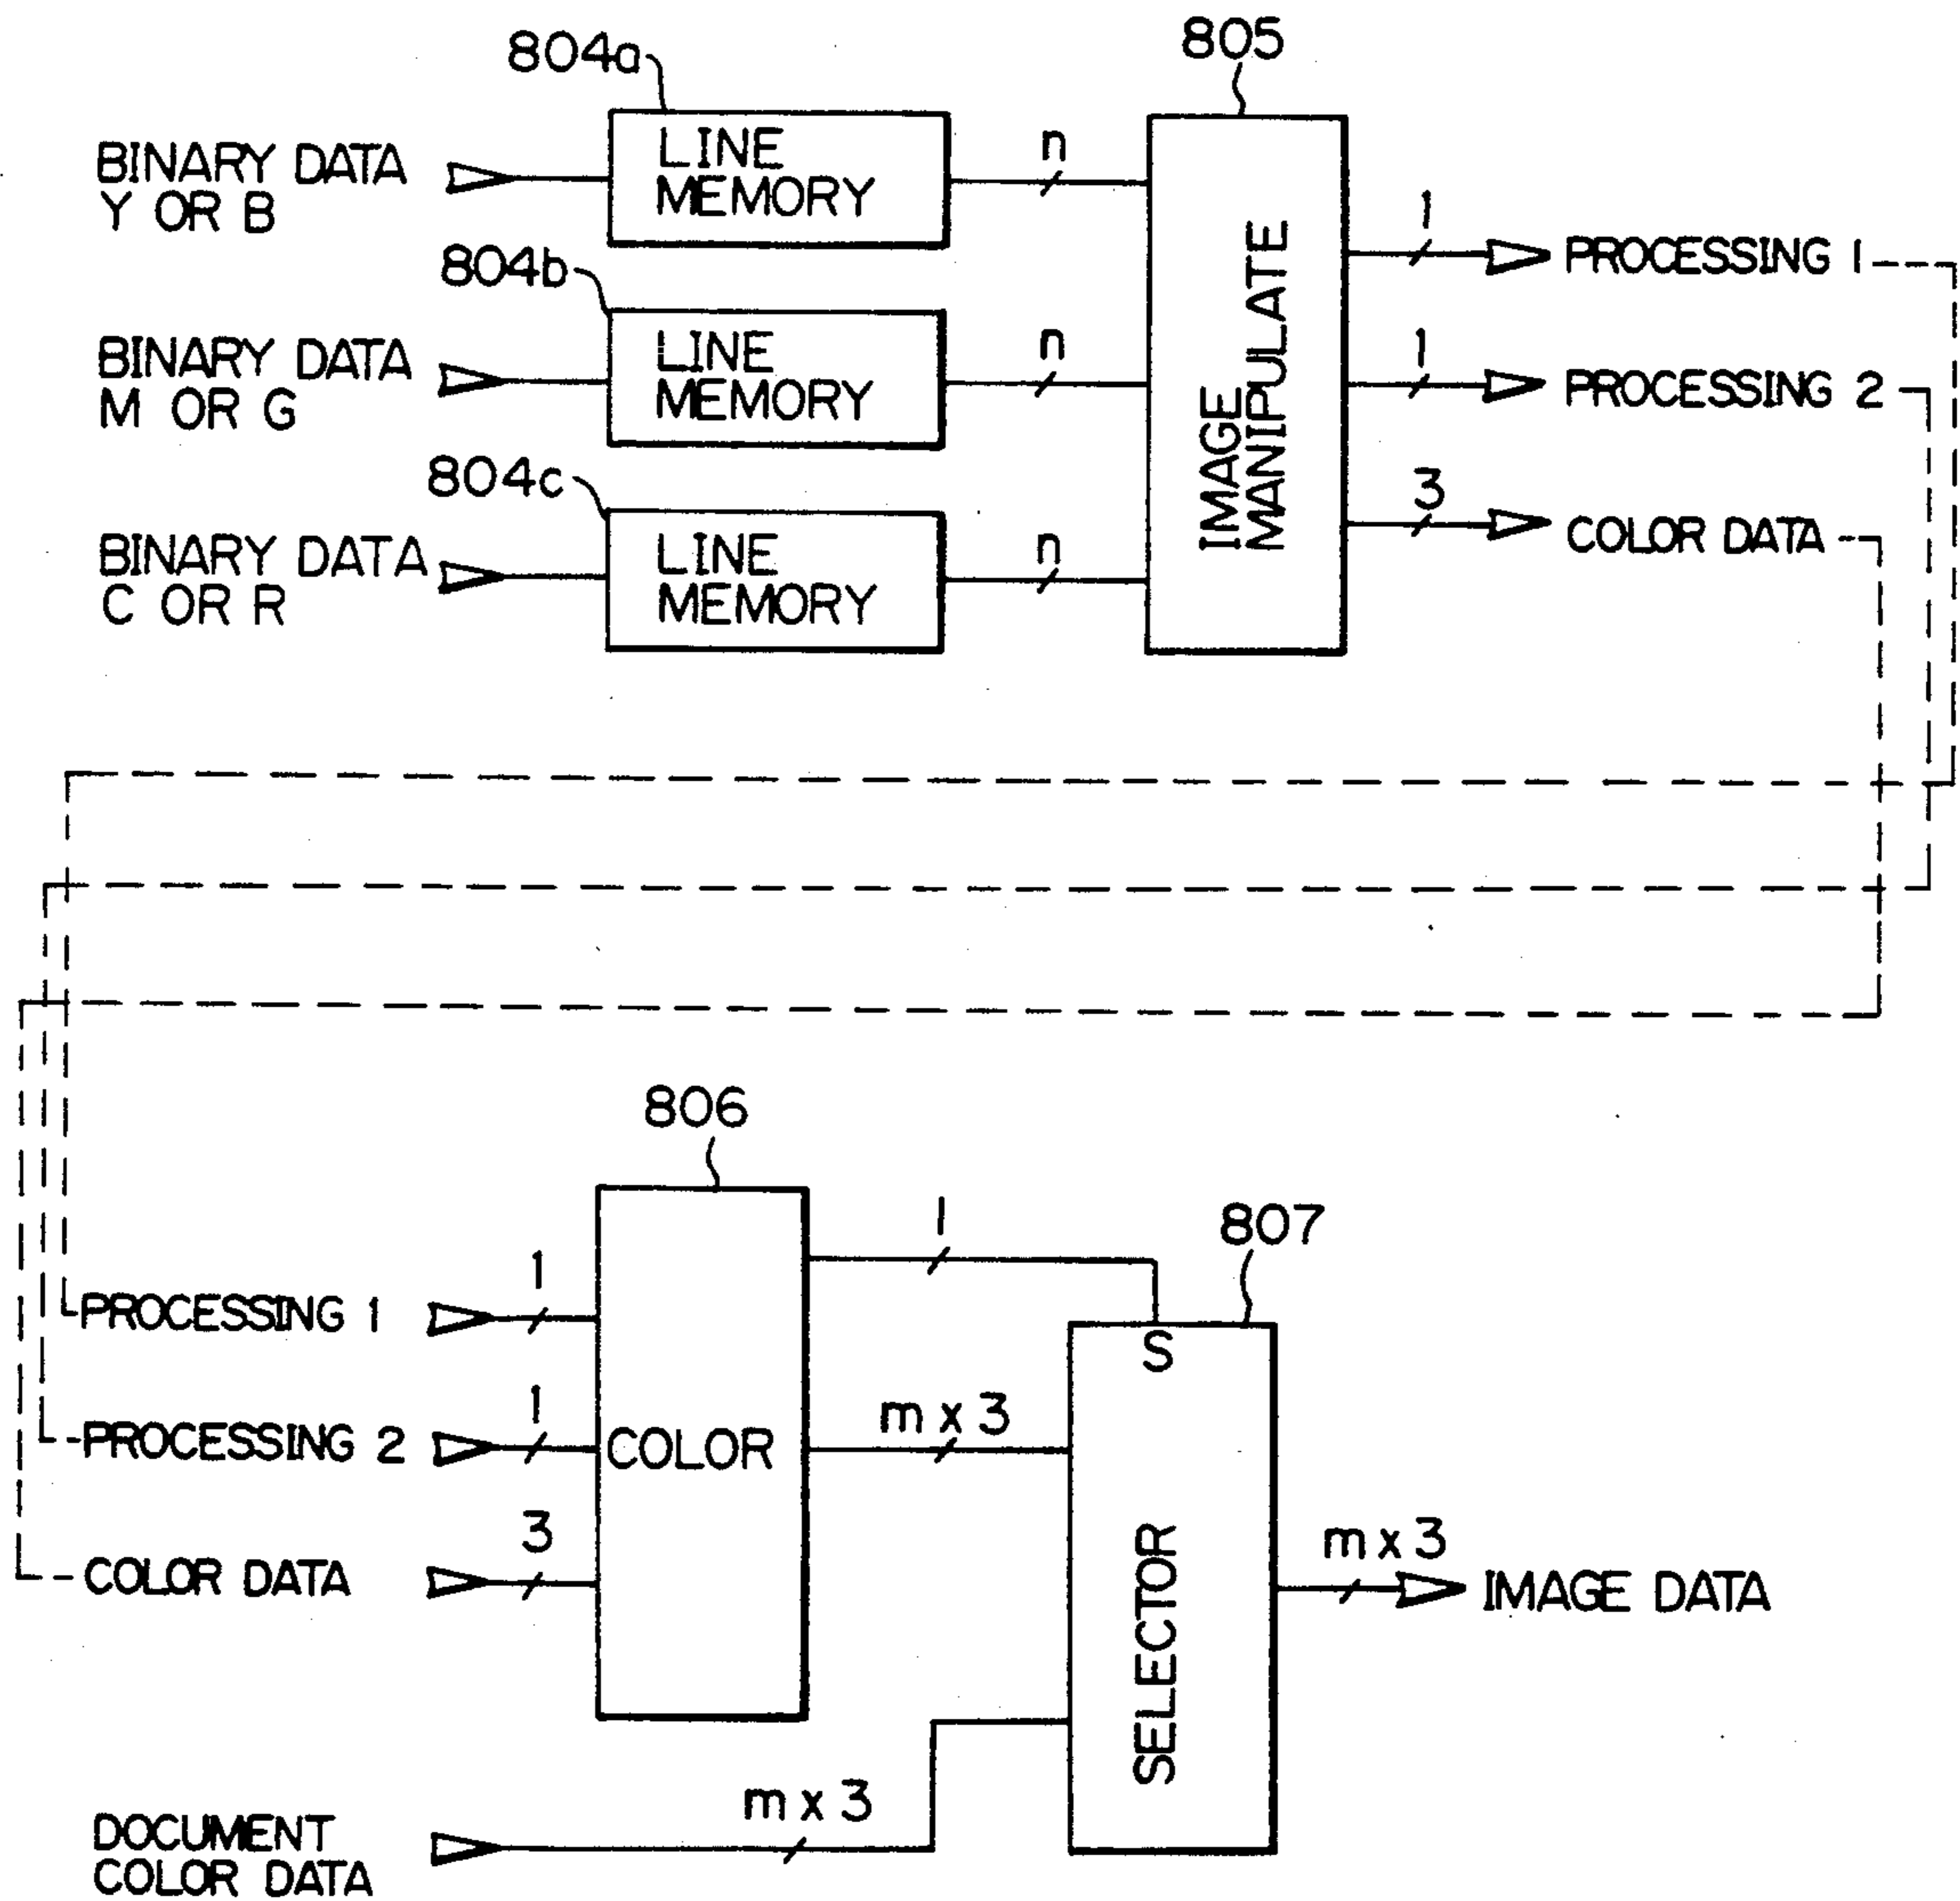 804a
805
BINARY DATA
Y OR B
LINE
MEMORY
n
1
PROCESSING 1
804b
BINARY DATA
M OR G
LINE
MEMORY
n
IMAGE
MANIPULATE
1
PROCESSING 2
804c
BINARY DATA
C OR R
LINE
MEMORY
n
3
COLOR DATA
806
807
1
S
PROCESSING 1
1
PROCESSING 2
1
COLOR
m x 3
COLOR DATA
3
SELECTOR
m x 3
IMAGE DATA
DOCUMENT
COLOR DATA
m x 3